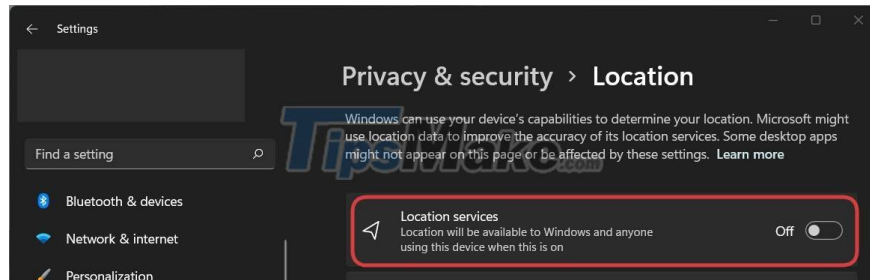 Settings
Privacy & security > Location
Windows can use your device's capabilities to determine your location. Microsoft might
use location data to improve the accuracy of its location services. Some desktop apps
might not appear on this page or be affected by these settings. Learn more
TipsMake.com
Find a setting
Bluetooth & devices
Network & internet
Personalization
Location services
Location will be available to Windows and anyone
using this device when this is on
Off